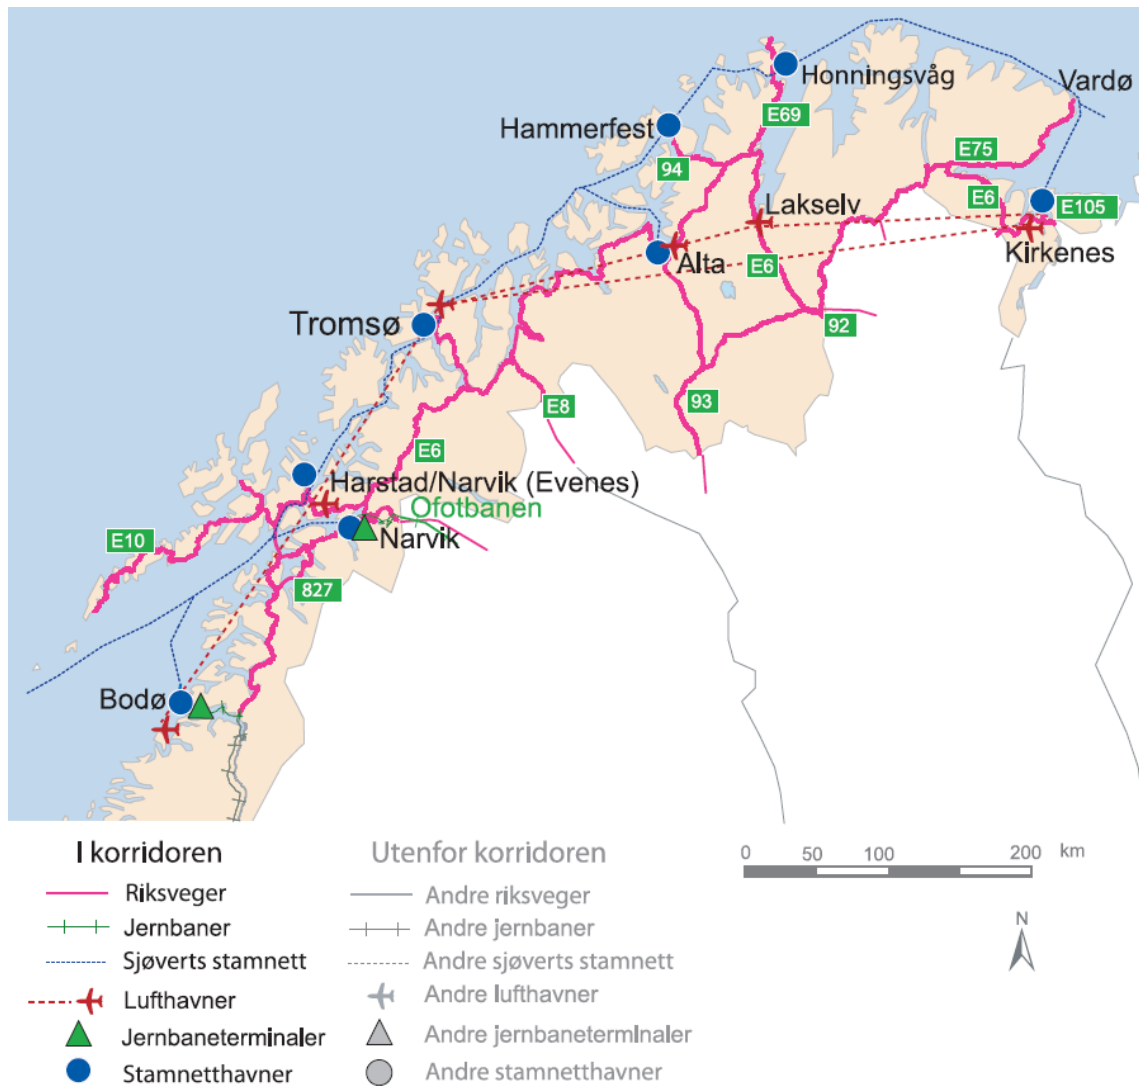 Honningsvåg
Vardø
E69
Hammerfest
E75
94
E6
Lakselv
E105
Kirkenes
Alta
E6
Tromsø
92
93
E8
E6
Harstad/Narvik (Evenes)
Ofotbanen
Narvik
E10
827
Bodø
I korridoren
Riksveger
Jernbaner
Sjøverts stamnett
Lufthavner
Jernbaneterminaler
Stamnetthavner
Utenfor korridoren
Andre riksveger
Andre jernbaner
Andre sjøverts stamnett
Andre lufthavner
Andre jernbaneterminaler
Andre stamnetthavner
0 50 100 200 km
N